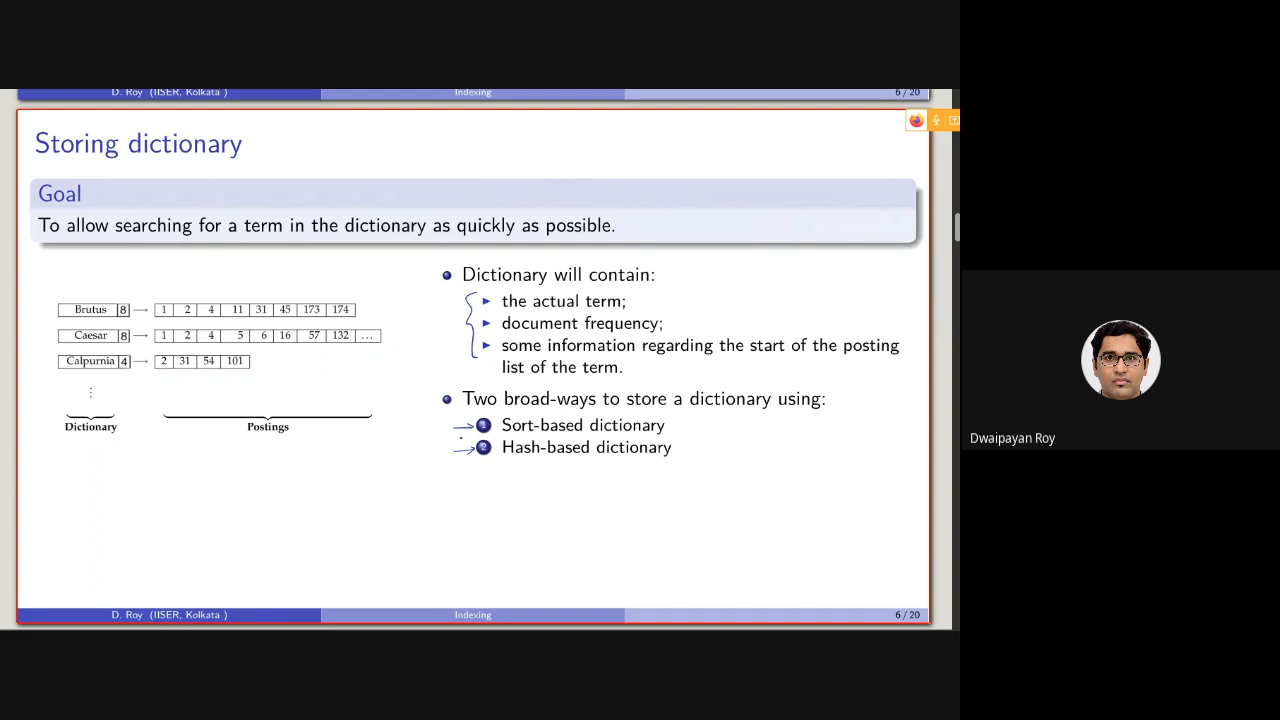 D. Roy (IISER, Kolkata )
Indexing
6 / 20
Storing dictionary
Goal
To allow searching for a term in the dictionary as quickly as possible.
Brutus 8 → 1 2 4 11 31 45 173 174
Caesar 8 → 1 2 4 5 6 16 57 132 ...
Calpurnia 4 → 2 31 54 101
⋮
Dictionary
Postings
Dictionary will contain:
the actual term;
document frequency;
some information regarding the start of the posting
list of the term.
Two broad-ways to store a dictionary using:
1 Sort-based dictionary
2 Hash-based dictionary
D. Roy (IISER, Kolkata )
Indexing
6 / 20
Dwaipayan Roy